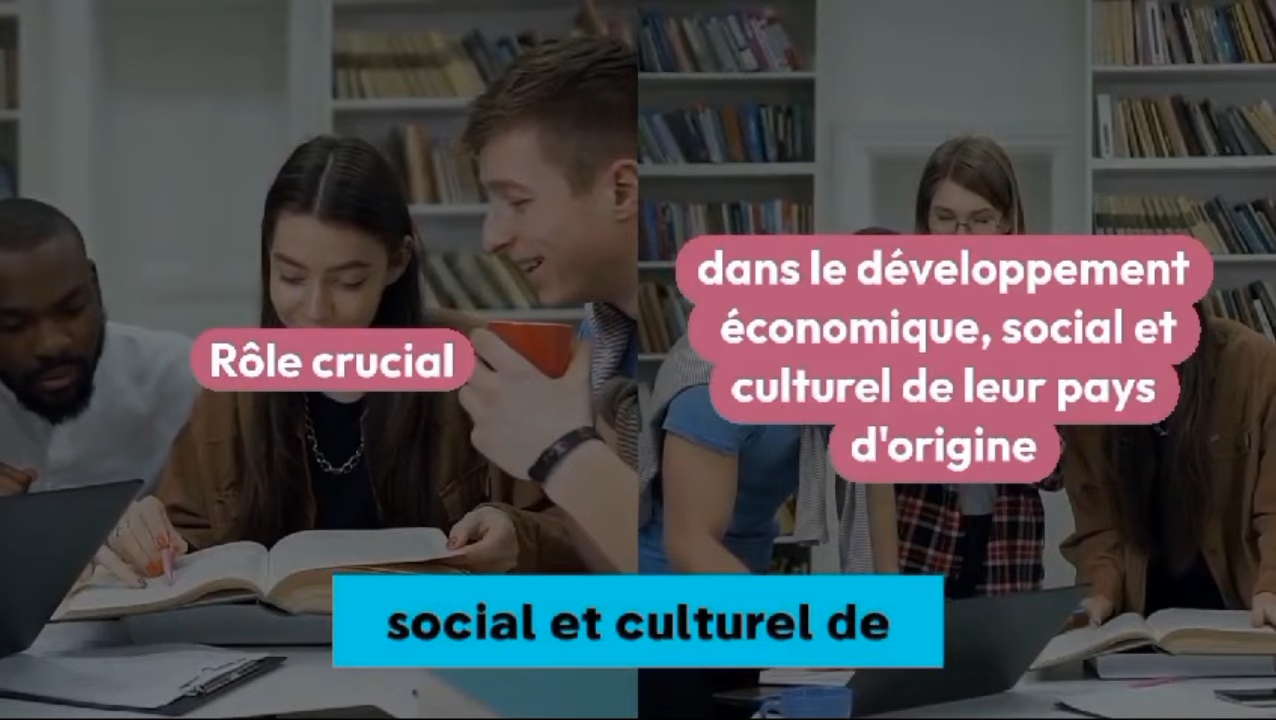 Rôle crucial
dans le développement
économique, social et
culturel de leur pays
d'origine
social et culturel de